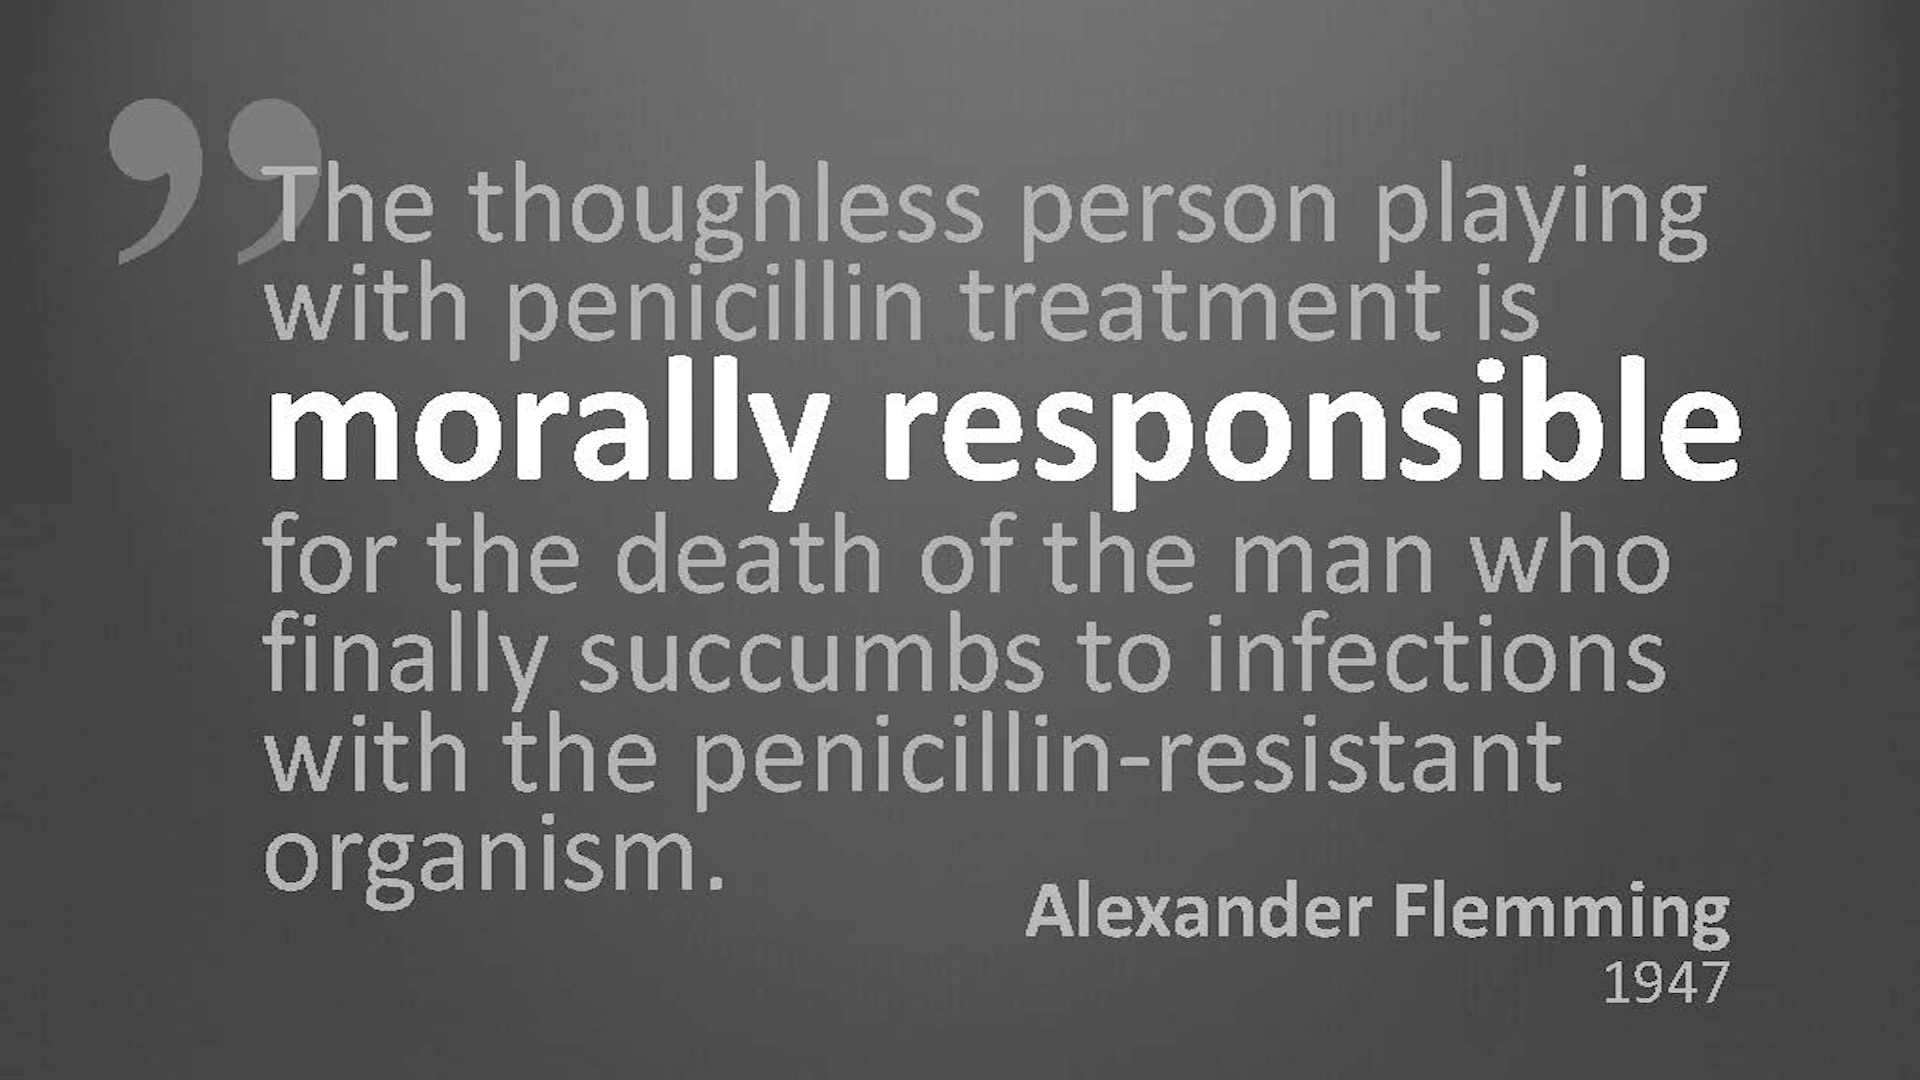 ”
The thoughless person playing
with penicillin treatment is
morally responsible
for the death of the man who
finally succumbs to infections
with the penicillin-resistant
organism.
Alexander Flemming
1947